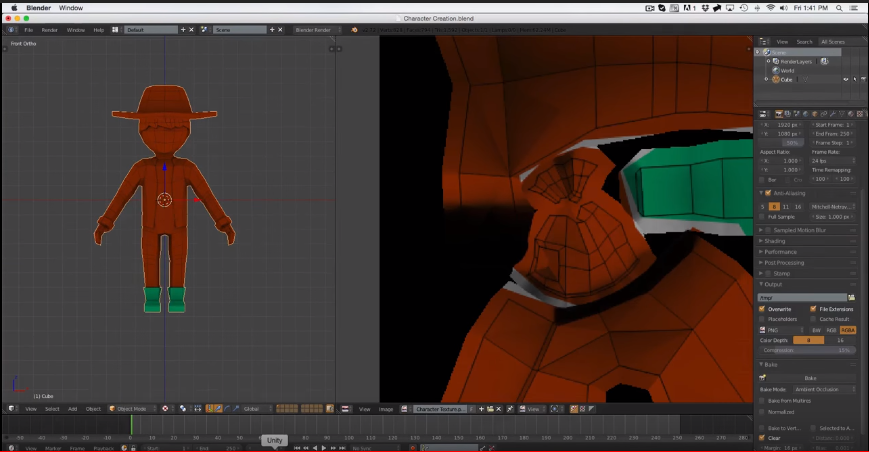 Blender Window
Fri 1:41 PM
Character Creation.blend
File Render Window Help Default Scene Blender Render
View Search All Scenes
Front Ortho
Scene
RenderLayers
World
Cube
X: 1920 px Start Frame: 1
Y: 1080 px End Fram: 250
50% Frame Step: 1
Aspect Ratio: Frame Rate:
X: 1.000 24 fps
Y: 1.000 Time Remapping
100 100
Anti-Aliasing
5 8 11 16 Mitchell-Netrav...
Full Sample Size: 1.000 px
Sampled Motion Blur
Shading
Performance
Post Processing
Stamp
Output
/tmp/
Overwrite File Extensions
Placeholders Cache Result
PNG BW RGB RGBA
Color Depth: 8 16
Compression: 15%
Bake
Bake
Bake Mode: Ambient Occlusion
Bake From Multires
Normalized
Bake to Vert... Selected to A...
Clear
Margin: 16 px
(1) Cube
View Select Add Object Object Mode Global
View Image Character Texture.p... View
-50 -40 -30 -20 -10 0 10 20 30 40 50 60 70 80 90 100 110 120 130 140 150 160 170 180 190 200 210 220 230 240 250 260 270 280
Unity
View Marker Frame Playback Start: 1 End: 250 No Sync